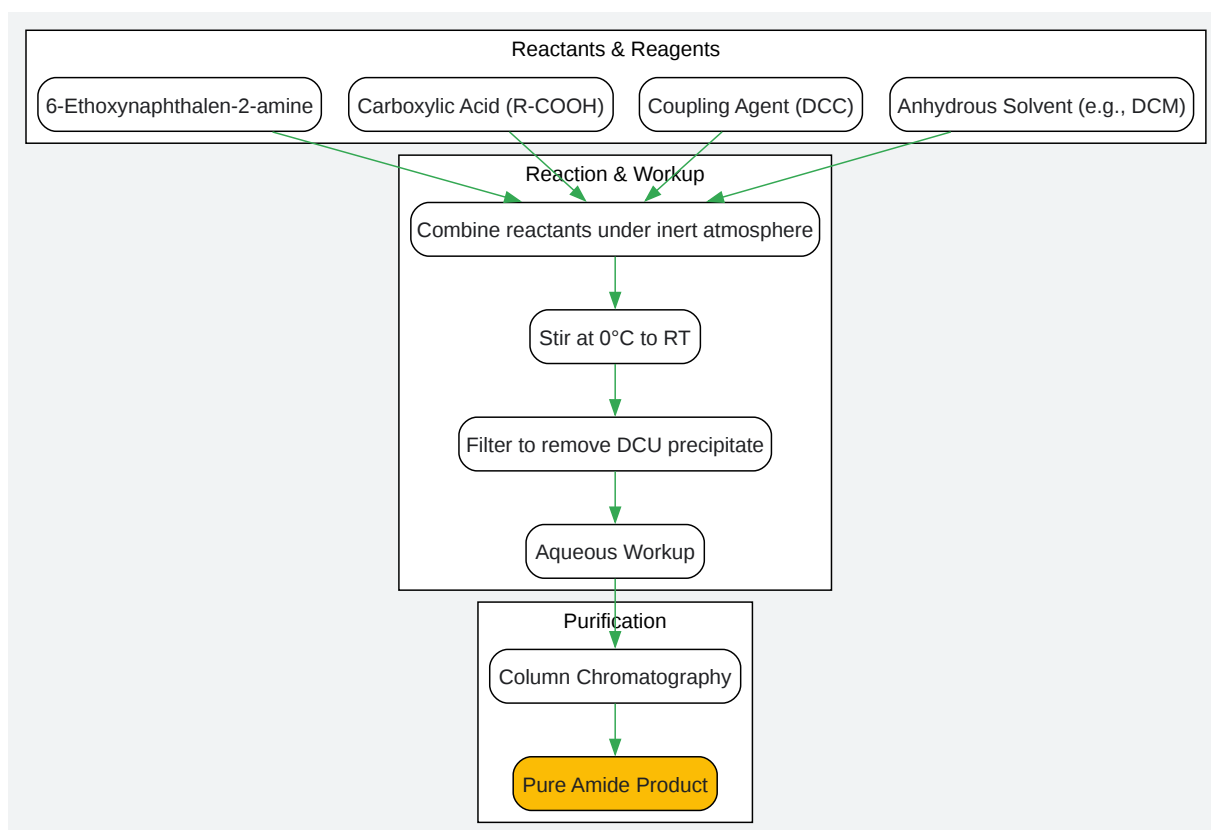 Reactants & Reagents
6-Ethoxynaphthalen-2-amine
Carboxylic Acid (R-COOH)
Coupling Agent (DCC)
Anhydrous Solvent (e.g., DCM)
Reaction & Workup
Combine reactants under inert atmosphere
Stir at 0°C to RT
Filter to remove DCU precipitate
Aqueous Workup
Purification
Column Chromatography
Pure Amide Product